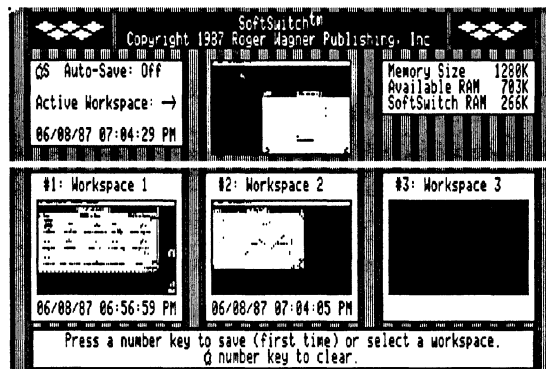 SoftSwitch™
Copyright 1987 Roger Wagner Publishing, Inc
S Auto-Save: Off
Active Workspace: →
06/08/87 07:04:29 PM
Memory Size 1280K
Available RAM 703K
SoftSwitch RAM 266K
#1: Workspace 1
#2: Workspace 2
#3: Workspace 3
06/08/87 06:56:59 PM
06/08/87 07:04:05 PM
Press a number key to save (first time) or select a workspace.
number key to clear.